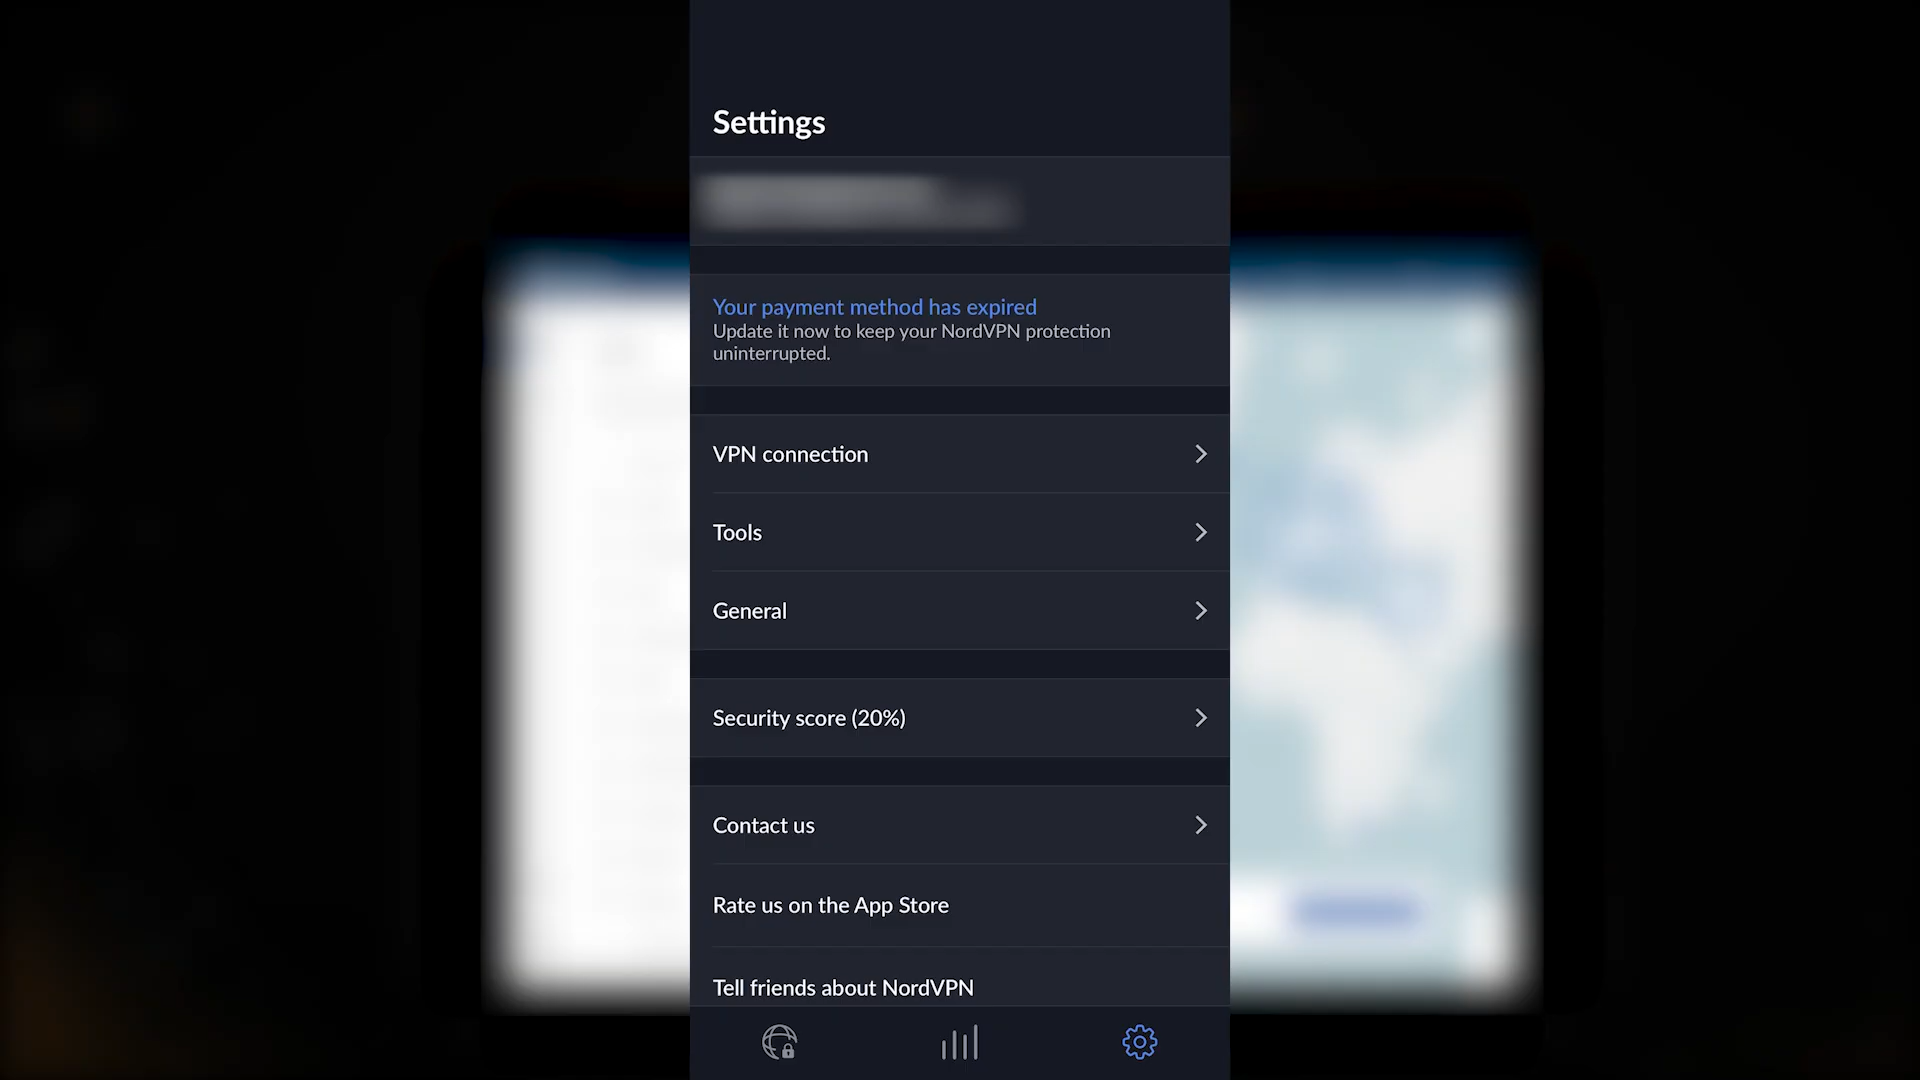 Settings
Your payment method has expired
Update it now to keep your NordVPN protection
uninterrupted.
VPN connection
Tools
General
Security score (20%)
Contact us
Rate us on the App Store
Tell friends about NordVPN